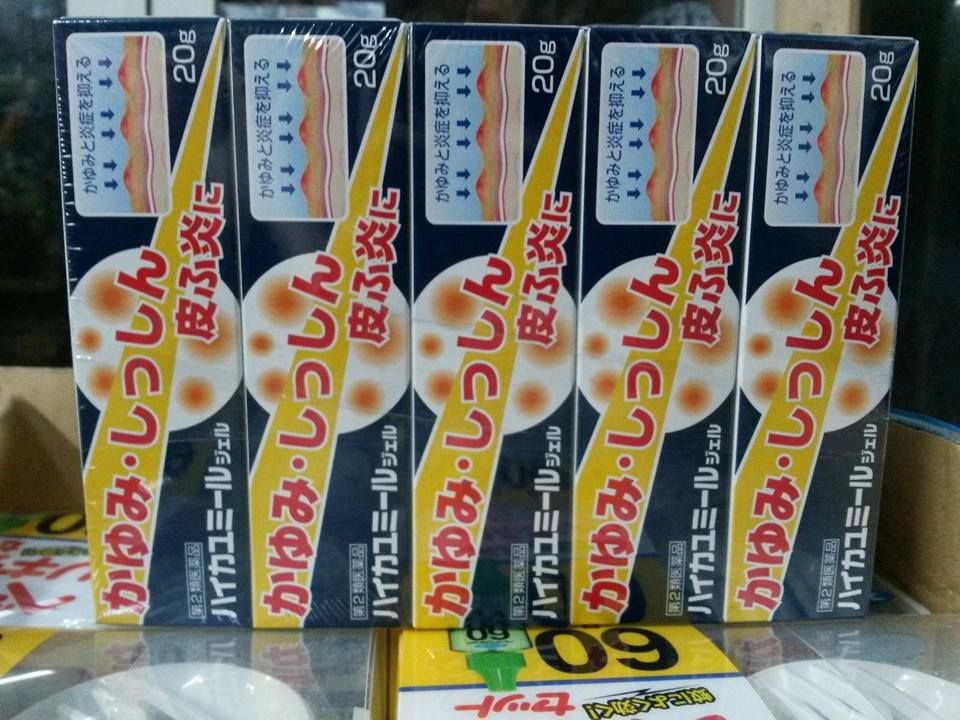 かゆみと炎症を抑える
20g
かゆみ・しっしん
皮ふ炎に
第2類医薬品
ハイカユミールジェル
かゆみと炎症を抑える
20g
かゆみ・しっしん
皮ふ炎に
第2類医薬品
ハイカユミールジェル
かゆみと炎症を抑える
20g
かゆみ・しっしん
皮ふ炎に
第2類医薬品
ハイカユミールジェル
かゆみと炎症を抑える
20g
かゆみ・しっしん
皮ふ炎に
第2類医薬品
ハイカユミールジェル
かゆみと炎症を抑える
20g
かゆみ・しっしん
皮ふ炎に
第2類医薬品
ハイカユミールジェル
60
60
セット